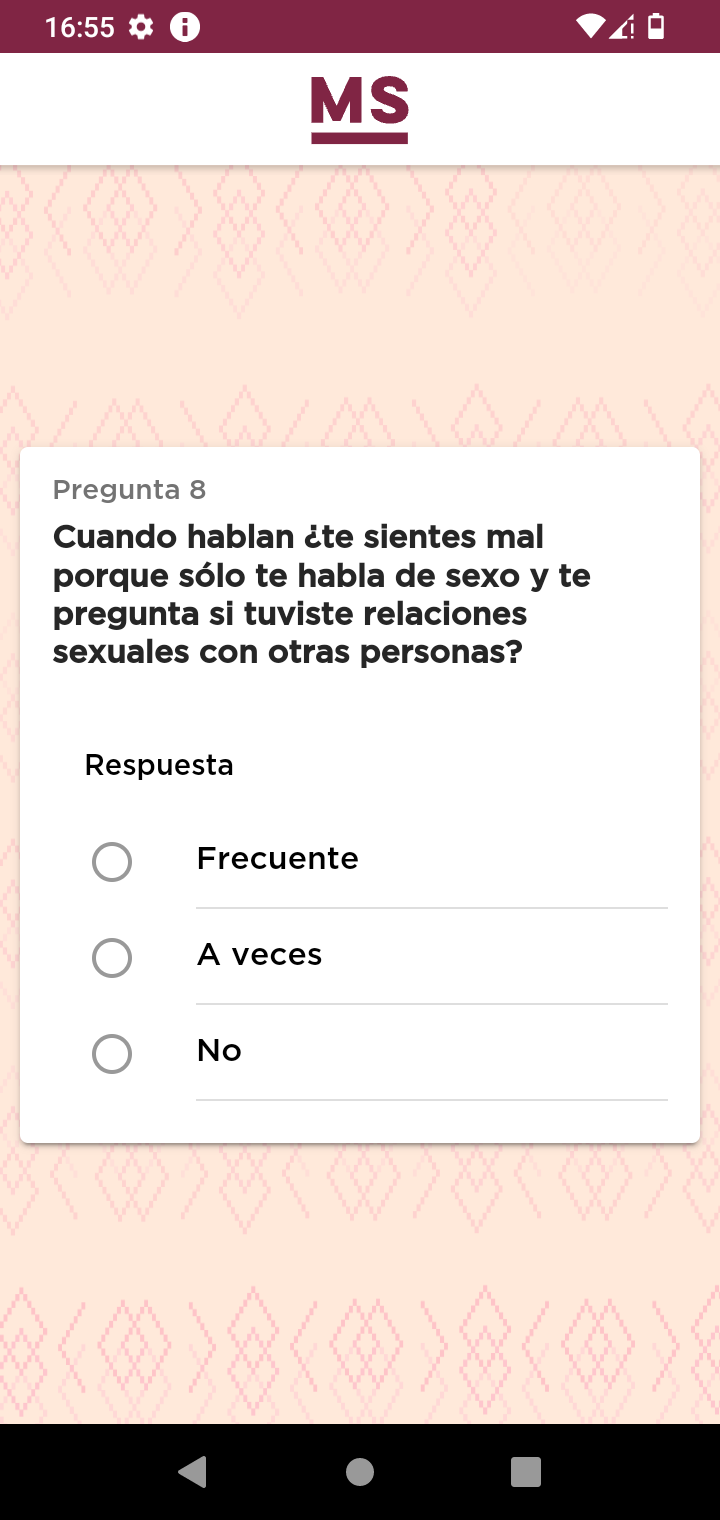 16:55
MS
Pregunta 8
Cuando hablan ¿te sientes mal
porque sólo te habla de sexo y te
pregunta si tuviste relaciones
sexuales con otras personas?
Respuesta
Frecuente
A veces
No